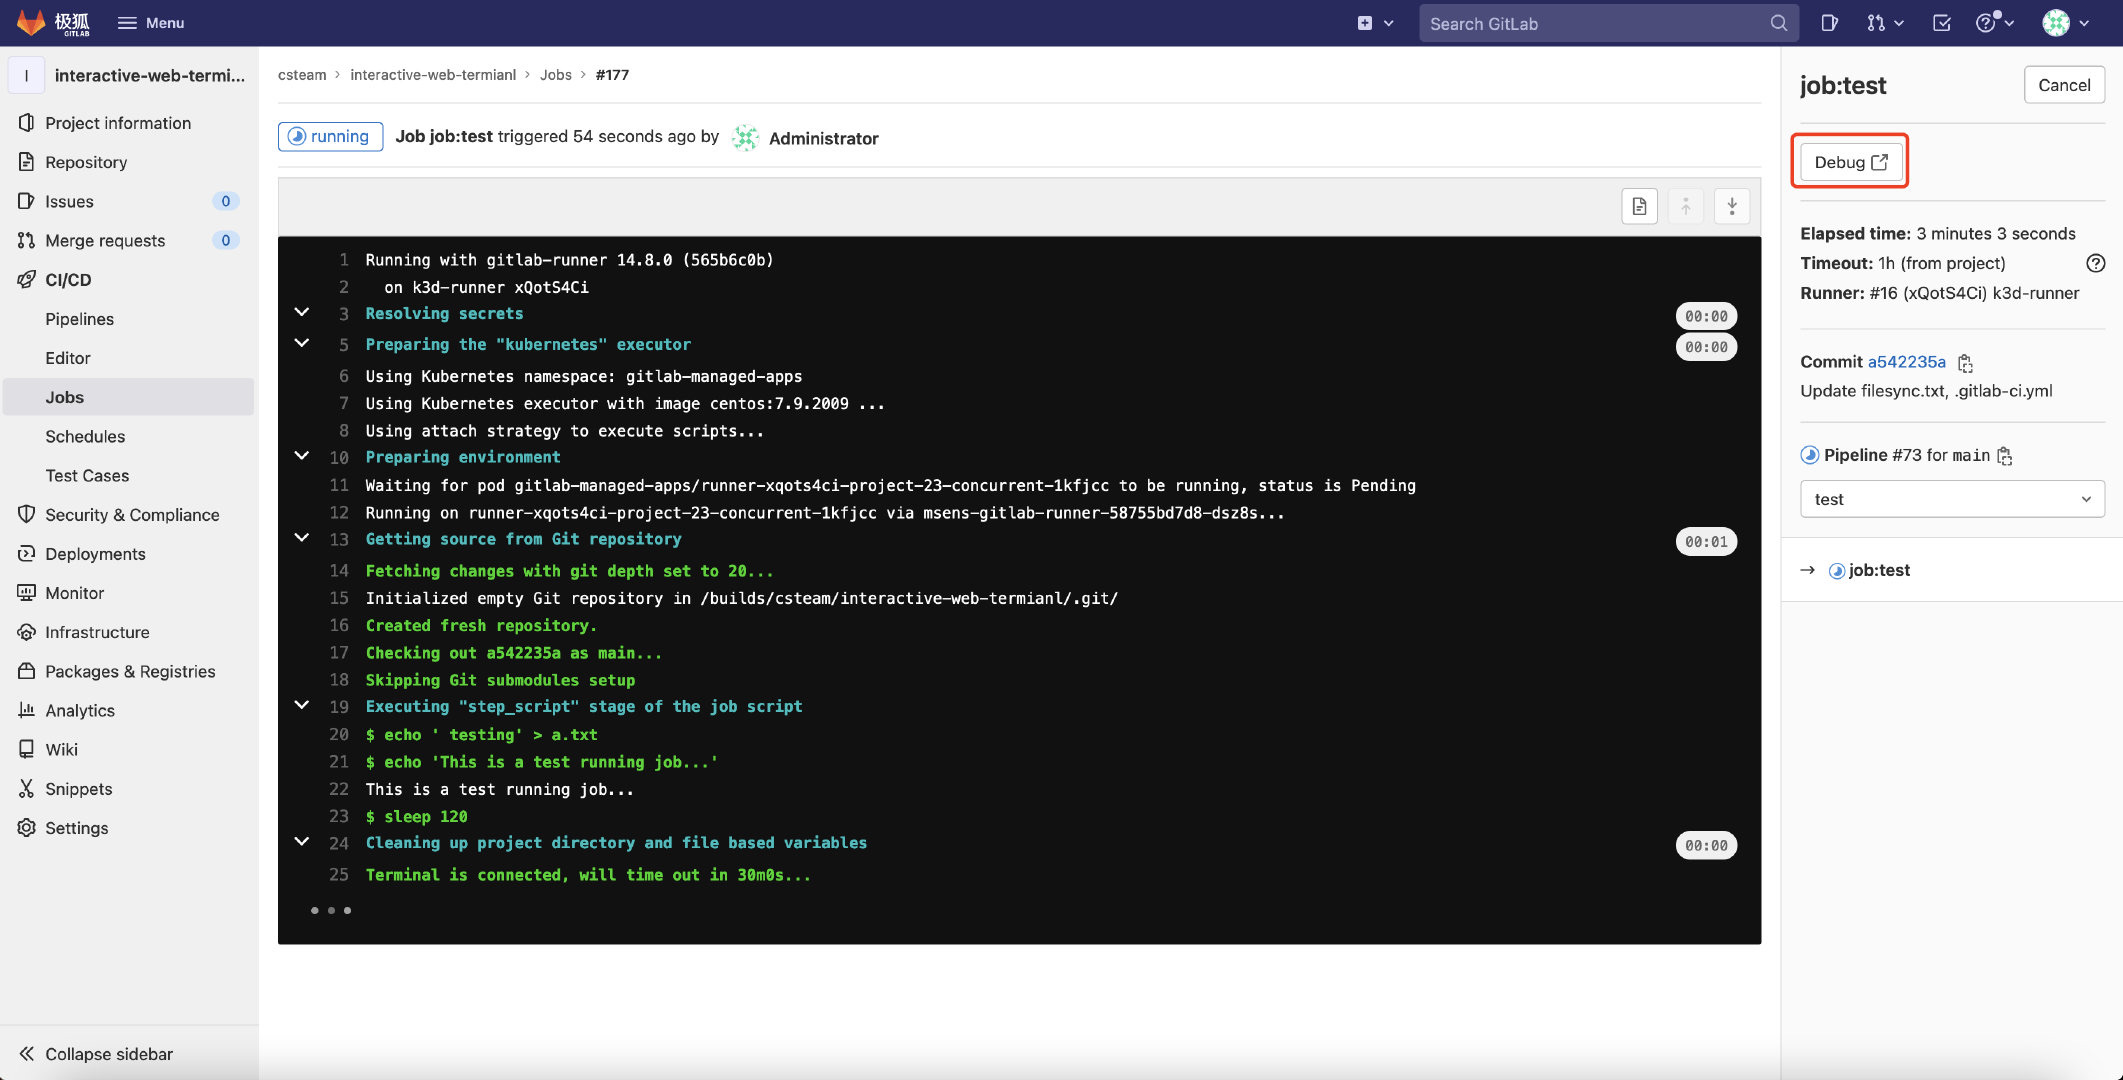 极狐
GITLAB
Menu
Search GitLab
I
interactive-web-termi...
Project information
Repository
Issues 0
Merge requests 0
CI/CD
Pipelines
Editor
Jobs
Schedules
Test Cases
Security & Compliance
Deployments
Monitor
Infrastructure
Packages & Registries
Analytics
Wiki
Snippets
Settings
Collapse sidebar
csteam › interactive-web-termianl › Jobs › #177
running Job job:test triggered 54 seconds ago by Administrator
1 Running with gitlab-runner 14.8.0 (565b6c0b)
2 on k3d-runner xQotS4Ci
3 Resolving secrets 00:00
5 Preparing the "kubernetes" executor 00:00
6 Using Kubernetes namespace: gitlab-managed-apps
7 Using Kubernetes executor with image centos:7.9.2009 ...
8 Using attach strategy to execute scripts...
10 Preparing environment
11 Waiting for pod gitlab-managed-apps/runner-xqots4ci-project-23-concurrent-1kfjcc to be running, status is Pending
12 Running on runner-xqots4ci-project-23-concurrent-1kfjcc via msens-gitlab-runner-58755bd7d8-dsz8s...
13 Getting source from Git repository 00:01
14 Fetching changes with git depth set to 20...
15 Initialized empty Git repository in /builds/csteam/interactive-web-termianl/.git/
16 Created fresh repository.
17 Checking out a542235a as main...
18 Skipping Git submodules setup
19 Executing "step_script" stage of the job script
20 $ echo ' testing' > a.txt
21 $ echo 'This is a test running job...'
22 This is a test running job...
23 $ sleep 120
24 Cleaning up project directory and file based variables 00:00
25 Terminal is connected, will time out in 30m0s...
job:test
Cancel
Debug
Elapsed time: 3 minutes 3 seconds
Timeout: 1h (from project)
Runner: #16 (xQotS4Ci) k3d-runner
Commit a542235a
Update filesync.txt, .gitlab-ci.yml
Pipeline #73 for main
test
→ job:test